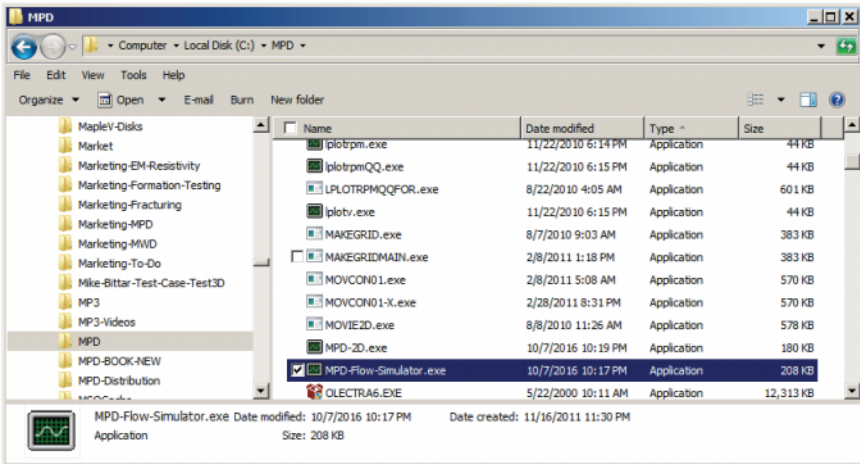 MPD
Computer Local Disk (C:) MPD
File Edit View Tools Help
Organize Open E-mail Burn New folder
MapleV-Disks
Market
Marketing-EM-Resistivity
Marketing-Formation-Testing
Marketing-Fracturing
Marketing-MPD
Marketing-MWD
Marketing-To-Do
Mike-Bittar-Test-Case-Test3D
MP3
MP3-Videos
MPD
MPD-BOOK-NEW
MPD-Distribution
Name Date modified Type Size
lplotrpm.exe 11/22/2010 6:14 PM Application 44 KB
lplotrpmQQ.exe 11/22/2010 6:15 PM Application 44 KB
LPLOTRPMQQFOR.exe 8/22/2010 4:05 AM Application 601 KB
lplotv.exe 11/22/2010 6:15 PM Application 44 KB
MAKEGRID.exe 8/7/2010 9:03 AM Application 383 KB
MAKEGRIDMAIN.exe 2/8/2011 1:18 PM Application 383 KB
MOVCON01.exe 2/8/2011 5:08 AM Application 570 KB
MOVCON01-X.exe 2/28/2011 8:31 PM Application 570 KB
MOVIE2D.exe 8/8/2010 11:26 AM Application 578 KB
MPD-2D.exe 10/7/2016 10:19 PM Application 180 KB
MPD-Flow-Simulator.exe 10/7/2016 10:17 PM Application 208 KB
OLECTRA6.EXE 5/22/2000 10:11 AM Application 12,313 KB
MPD-Flow-Simulator.exe Date modified: 10/7/2016 10:17 PM Date created: 11/16/2011 11:30 PM
Application Size: 208 KB